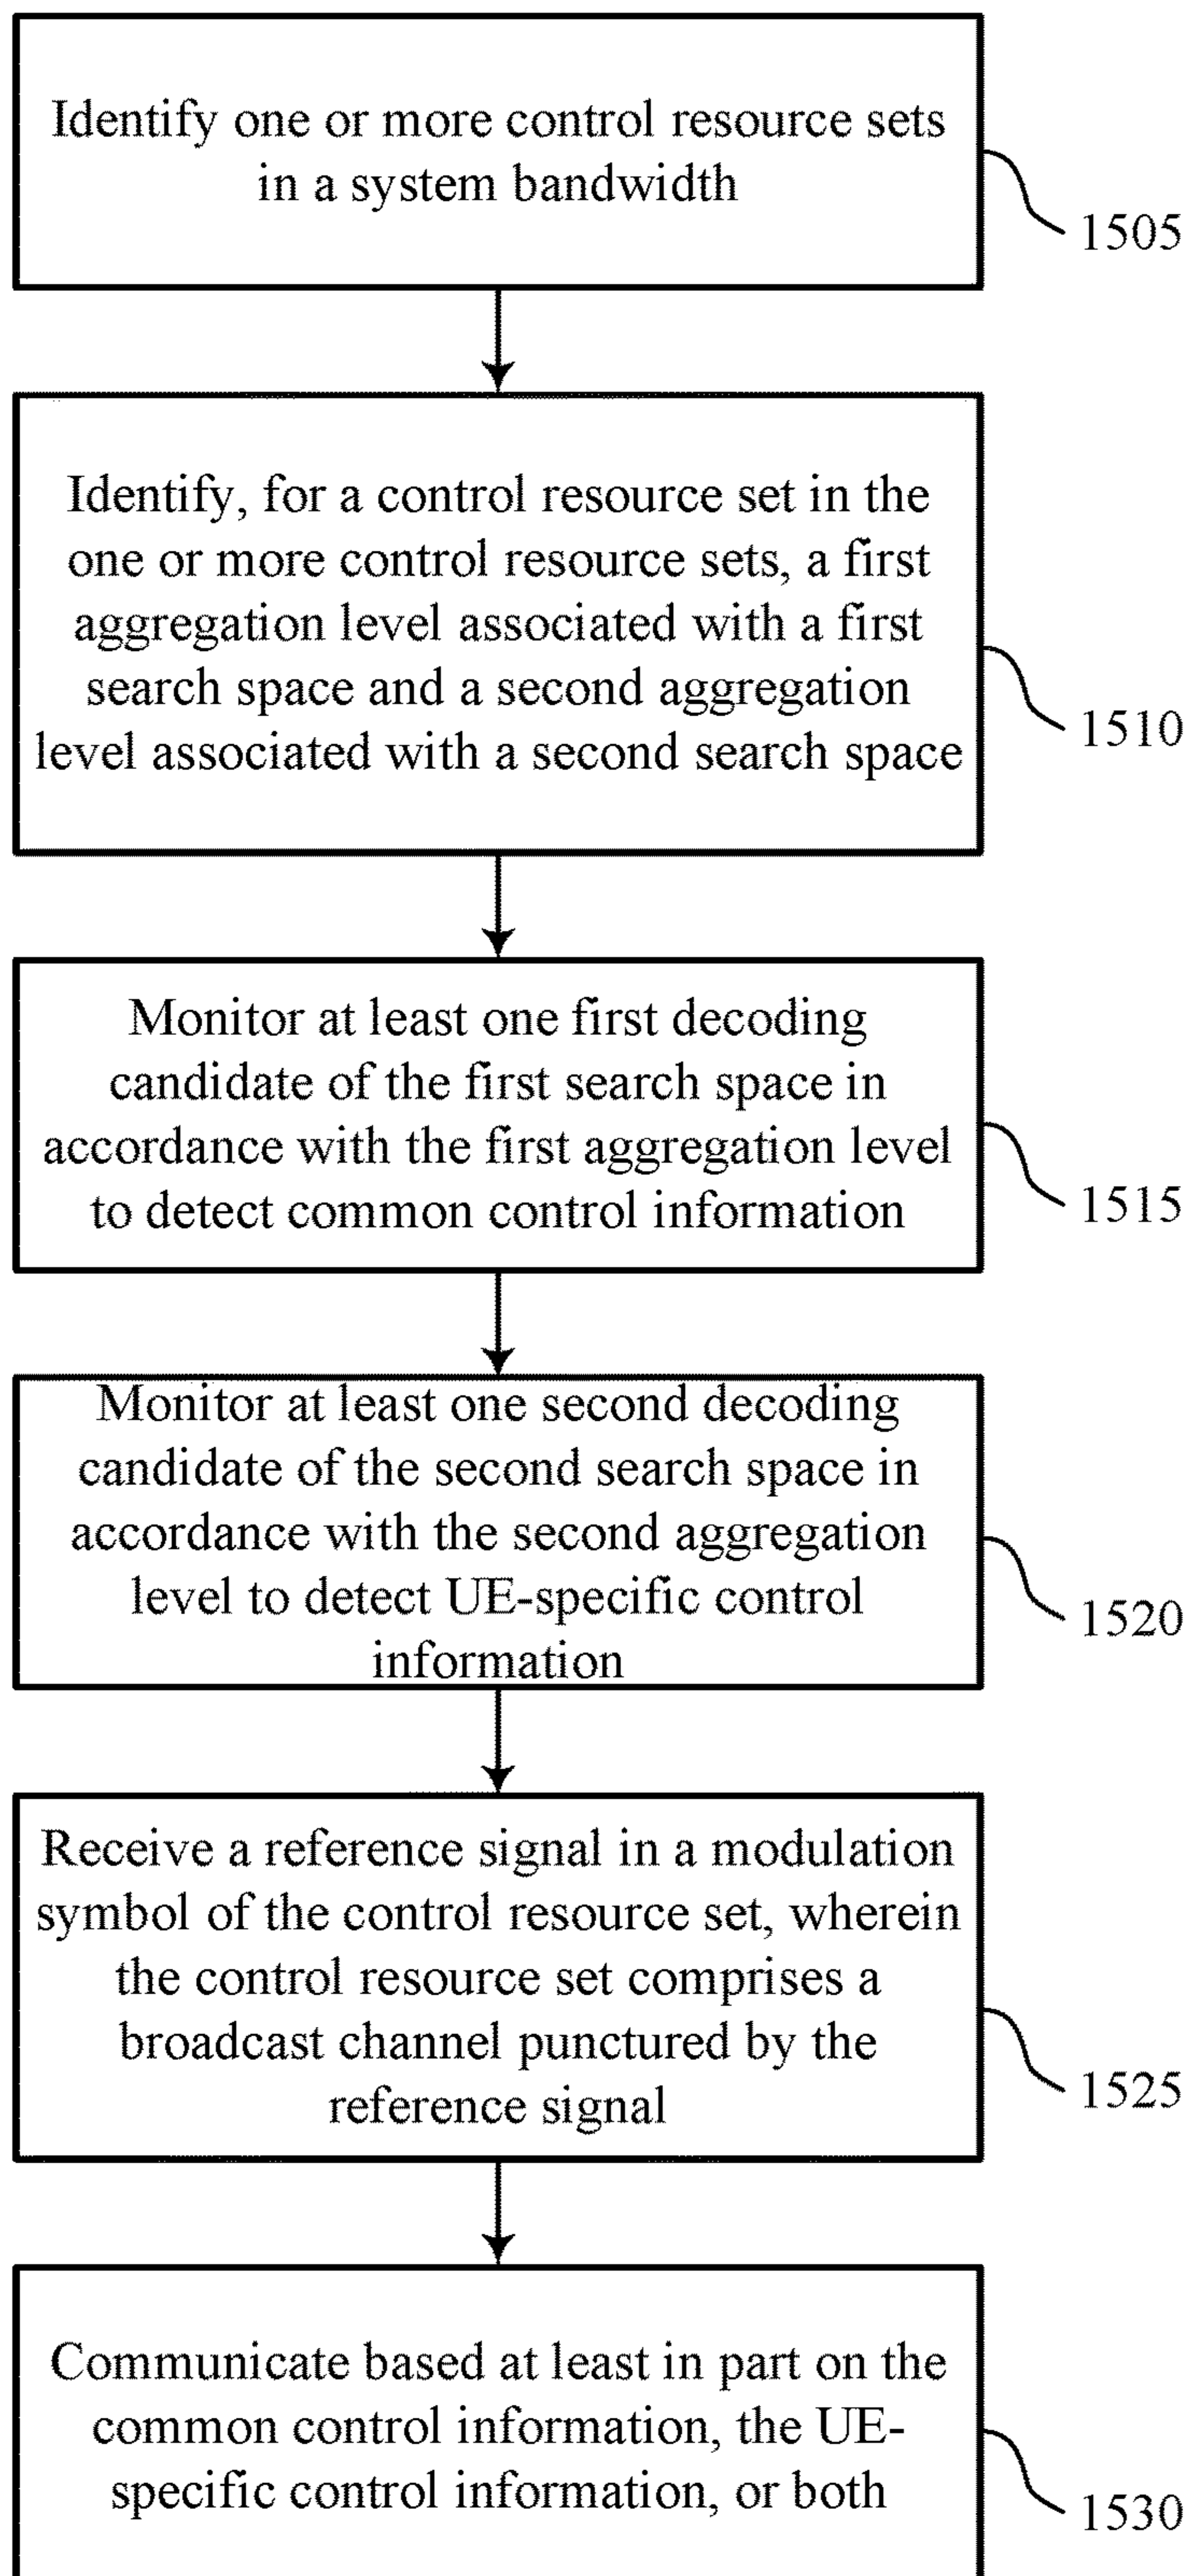 Identify one or more control resource sets
in a system bandwidth
1505
Identify, for a control resource set in the
one or more control resource sets, a first
aggregation level associated with a first
search space and a second aggregation
level associated with a second search space
1510
Monitor at least one first decoding
candidate of the first search space in
accordance with the first aggregation level
to detect common control information
1515
Monitor at least one second decoding
candidate of the second search space in
accordance with the second aggregation
level to detect UE-specific control
information
1520
Receive a reference signal in a modulation
symbol of the control resource set, wherein
the control resource set comprises a
broadcast channel punctured by the
reference signal
1525
Communicate based at least in part on the
common control information, the UE-
specific control information, or both
1530